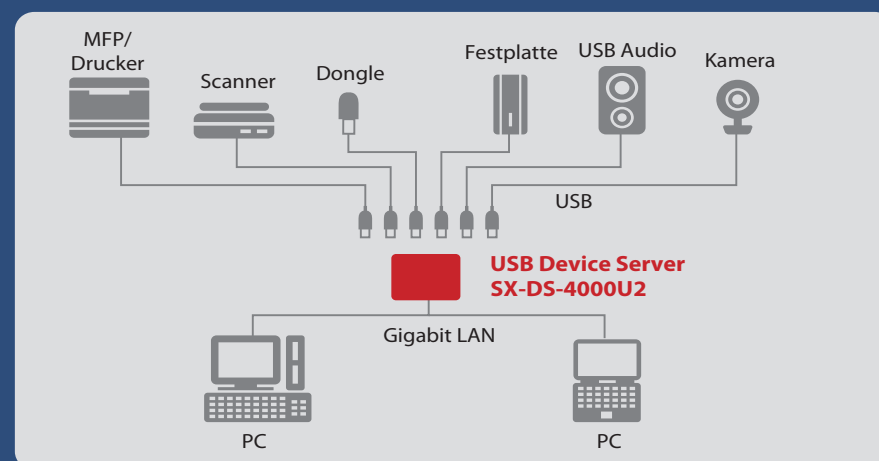 MFP/
Drucker
Scanner
Dongle
Festplatte
USB Audio
Kamera
USB
USB Device Server
SX-DS-4000U2
Gigabit LAN
PC
PC